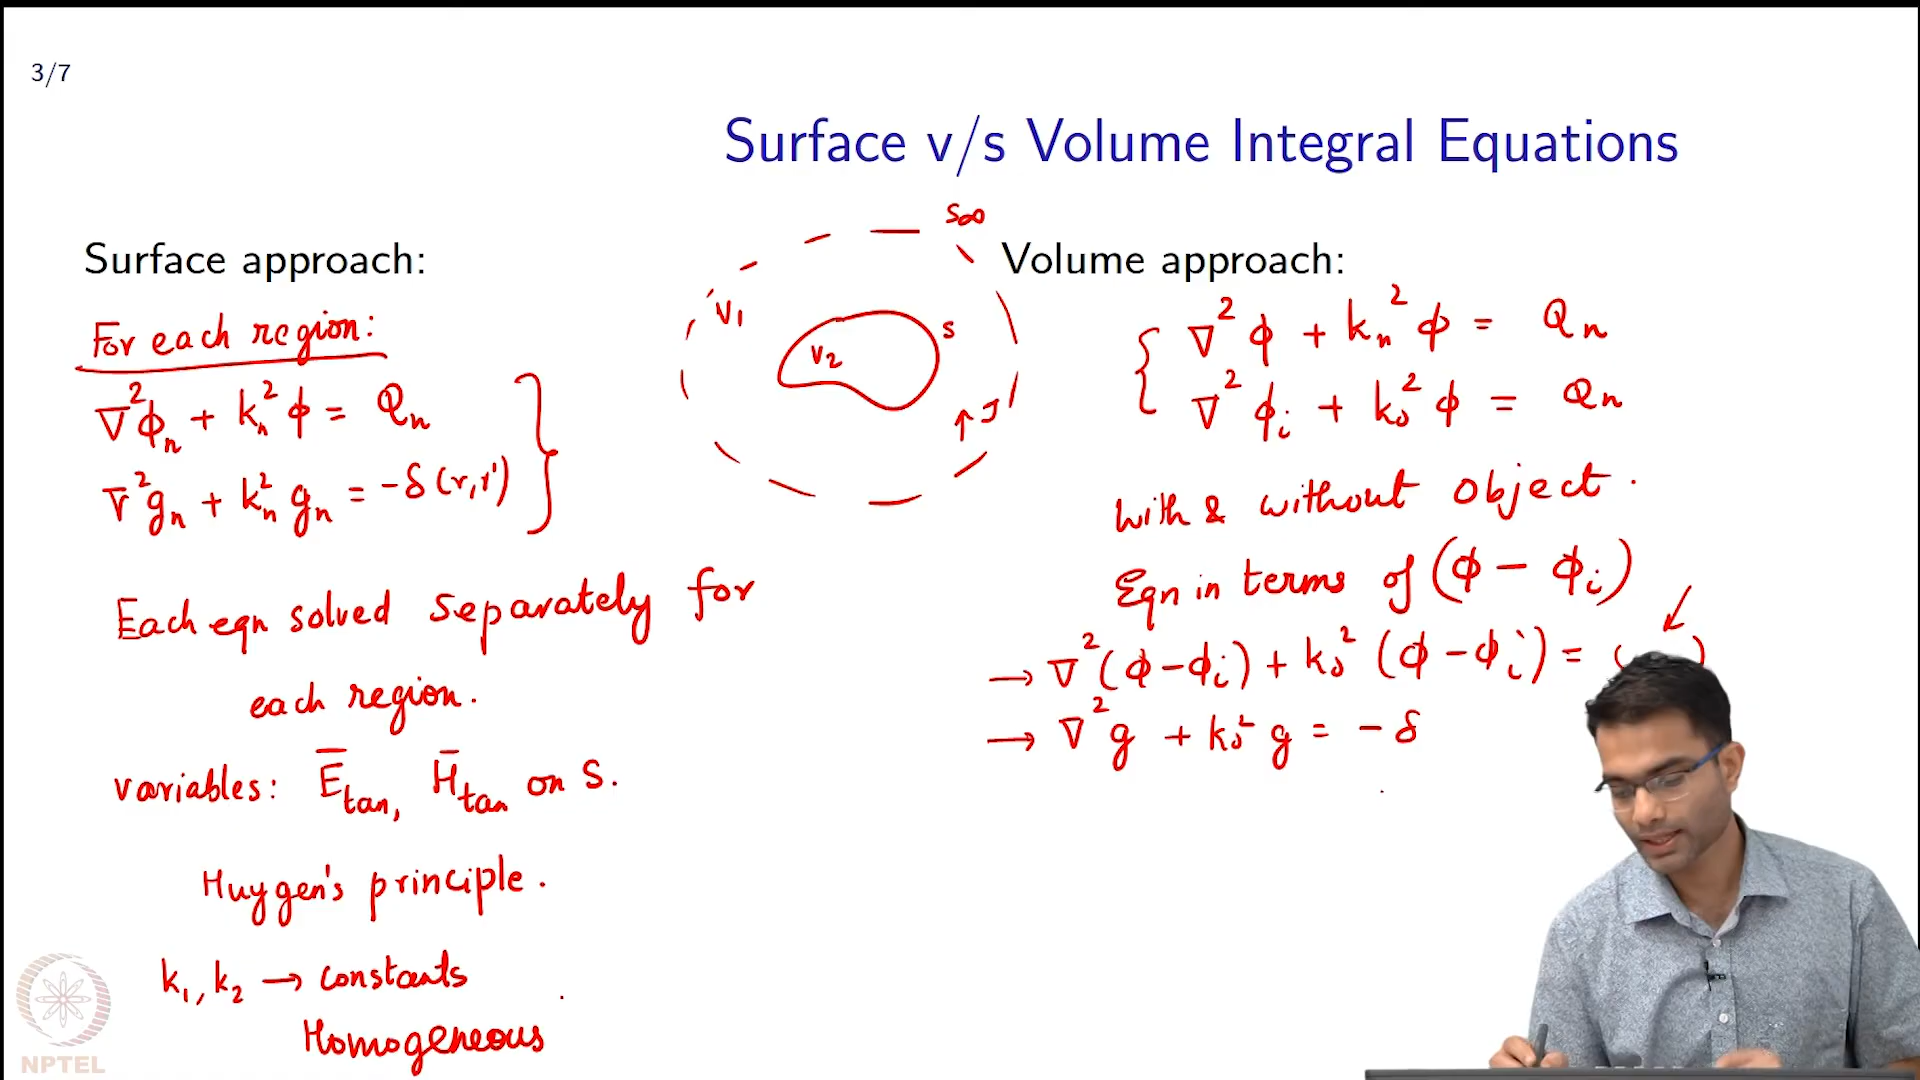 3/7
Surface v/s Volume Integral Equations
Surface approach:
For each region:
∇²φₙ + kₙ²φ = Qₙ
∇²gₙ + kₙ²gₙ = -δ(r,r')
Each eqn solved separately for
each region.
variables: E̅tan, H̅tan on S.
Huygen's principle.
k₁, k₂ → constants
Homogeneous
S∞
V₁
V₂
S
↑J
Volume approach:
∇²φ + kₙ²φ = Qₙ
∇²φᵢ + k₀²φ = Qₙ
With & without object.
Eqn in terms of (φ - φᵢ)
→ ∇²(φ-φᵢ) + k₀²(φ-φᵢ) = ( )
→ ∇²g + k₀²g = -δ
NPTEL